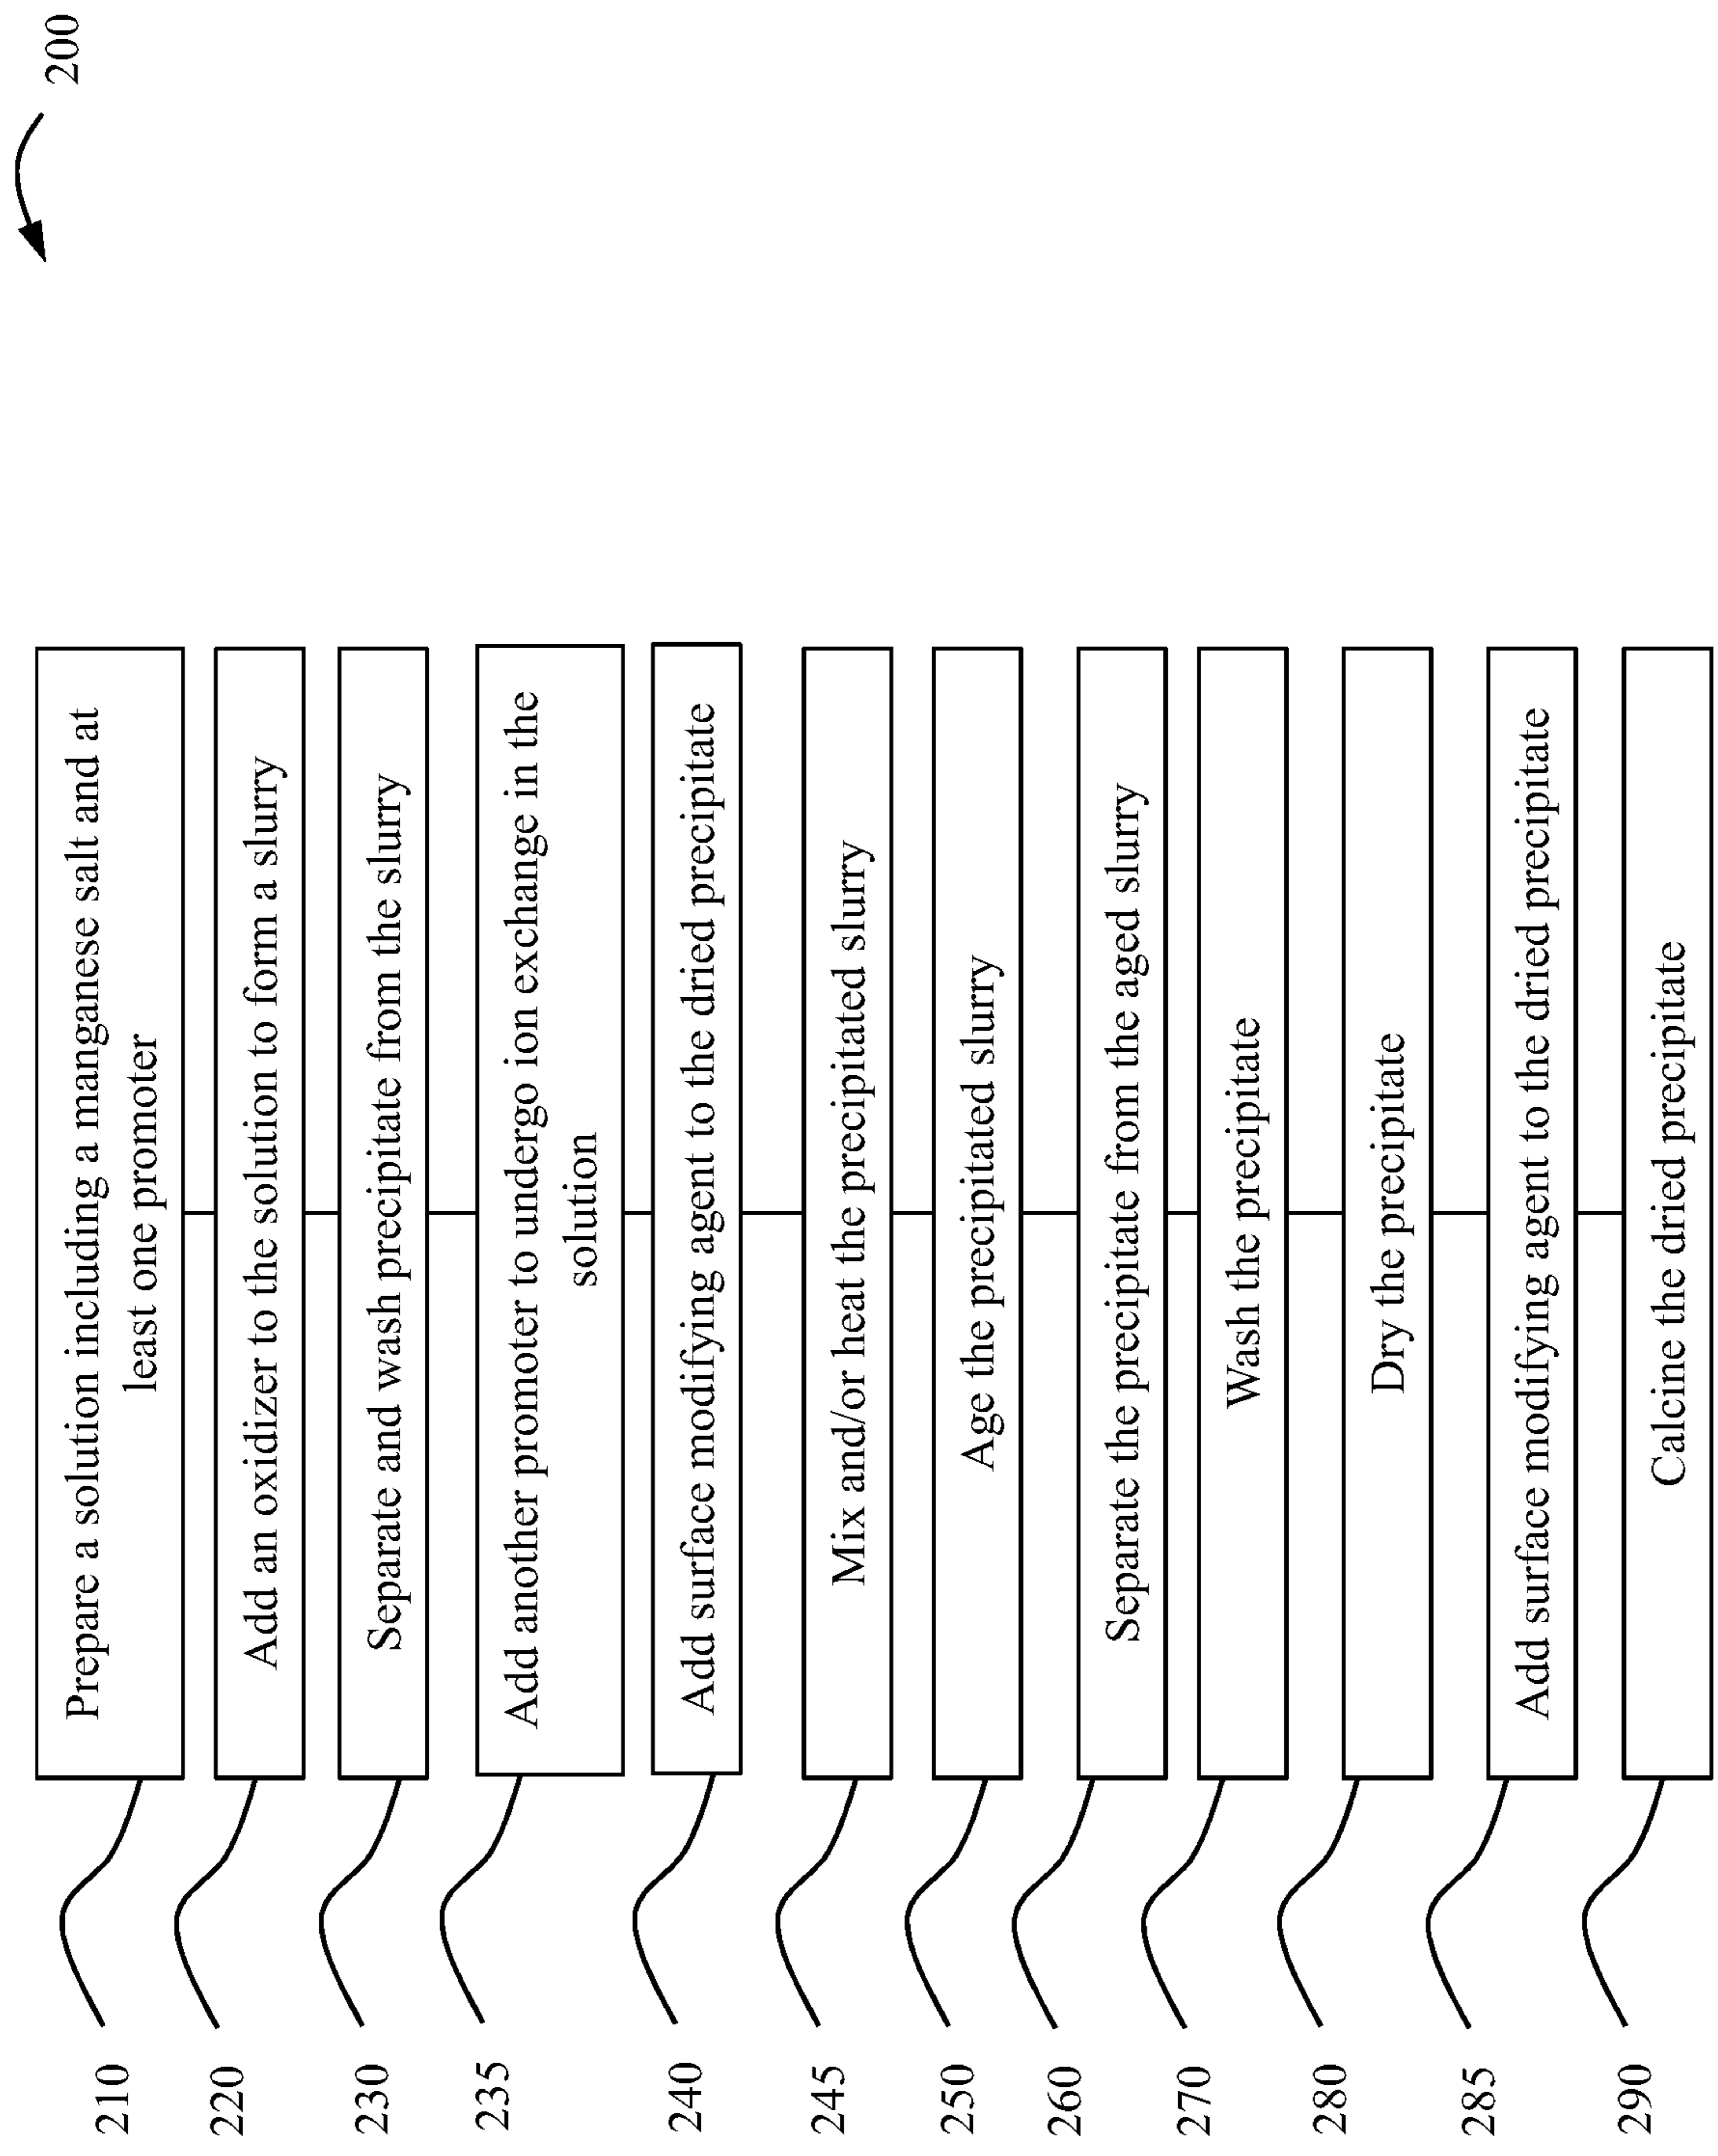 200
210
Prepare a solution including a manganese salt and at
least one promoter
220
Add an oxidizer to the solution to form a slurry
230
Separate and wash precipitate from the slurry
235
Add another promoter to undergo ion exchange in the
solution
240
Add surface modifying agent to the dried precipitate
245
Mix and/or heat the precipitated slurry
250
Age the precipitated slurry
260
Separate the precipitate from the aged slurry
270
Wash the precipitate
280
Dry the precipitate
285
Add surface modifying agent to the dried precipitate
290
Calcine the dried precipitate